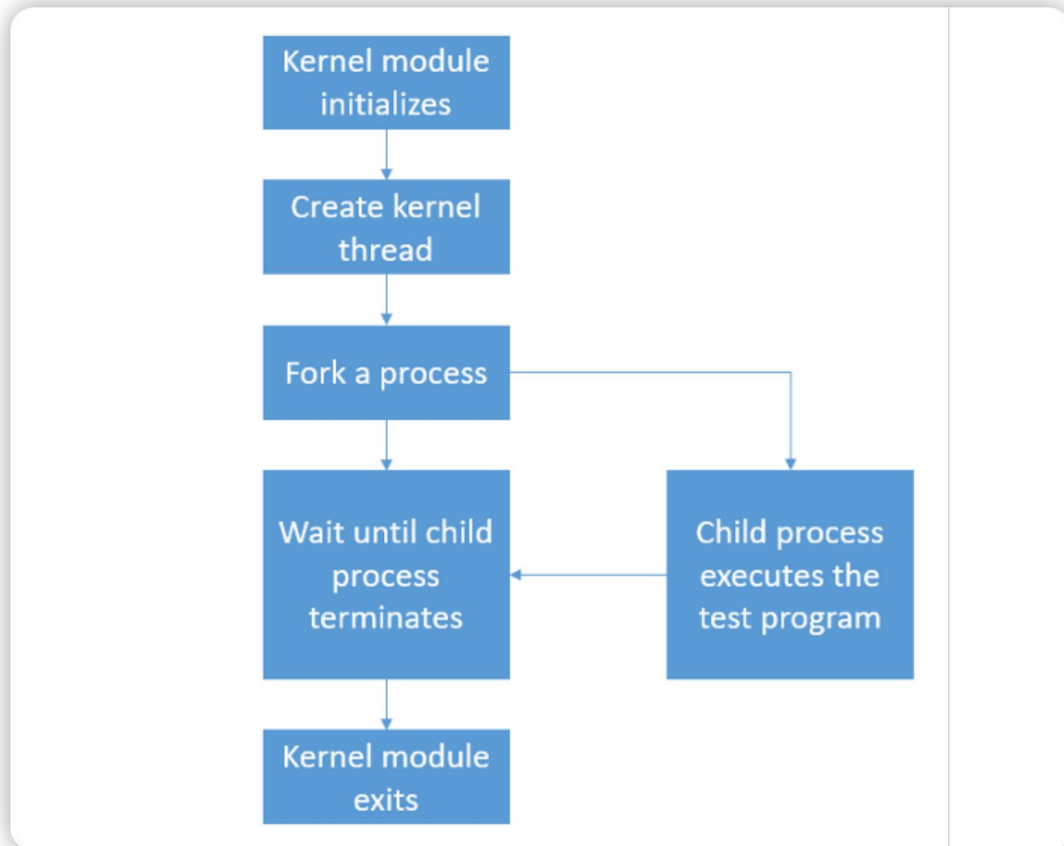 Kernel module
initializes
Create kernel
thread
Fork a process
Wait until child
process
terminates
Child process
executes the
test program
Kernel module
exits